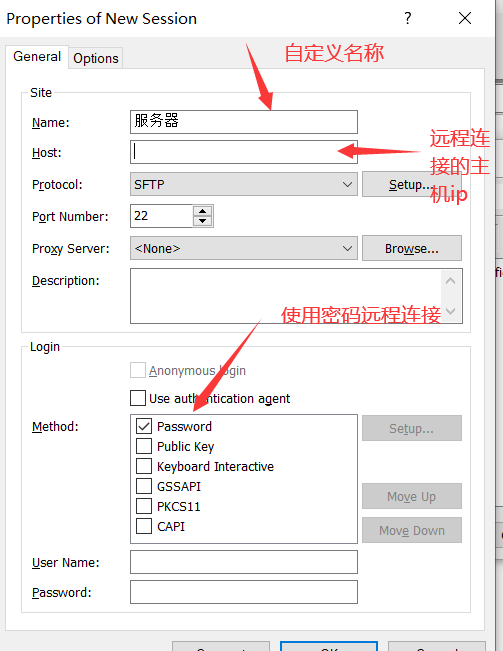 Properties of New Session
?
General
Options
自定义名称
Site
Name:
服务器
Host:
远程连
接的主
机ip
Protocol:
SFTP
Setup...
Port Number:
22
Proxy Server:
<None>
Browse...
Description:
使用密码远程连接
Login
Anonymous login
Use authentication agent
Method:
Password
Setup...
Public Key
Keyboard Interactive
GSSAPI
PKCS11
Move Up
CAPI
Move Down
User Name:
Password: